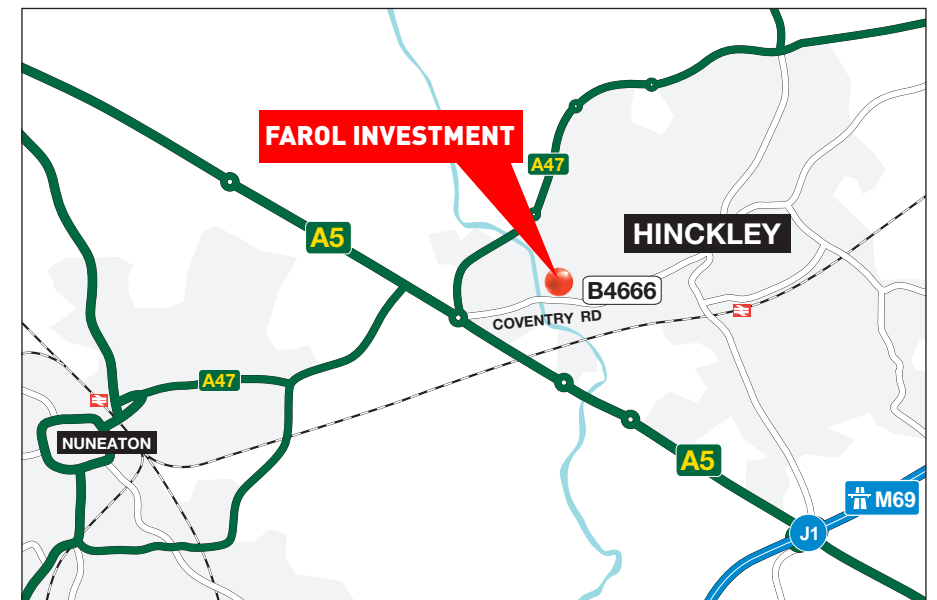 FAROL INVESTMENT
A47
A5
HINCKLEY
B4666
COVENTRY RD
A47
NUNEATON
A5
M69
J1